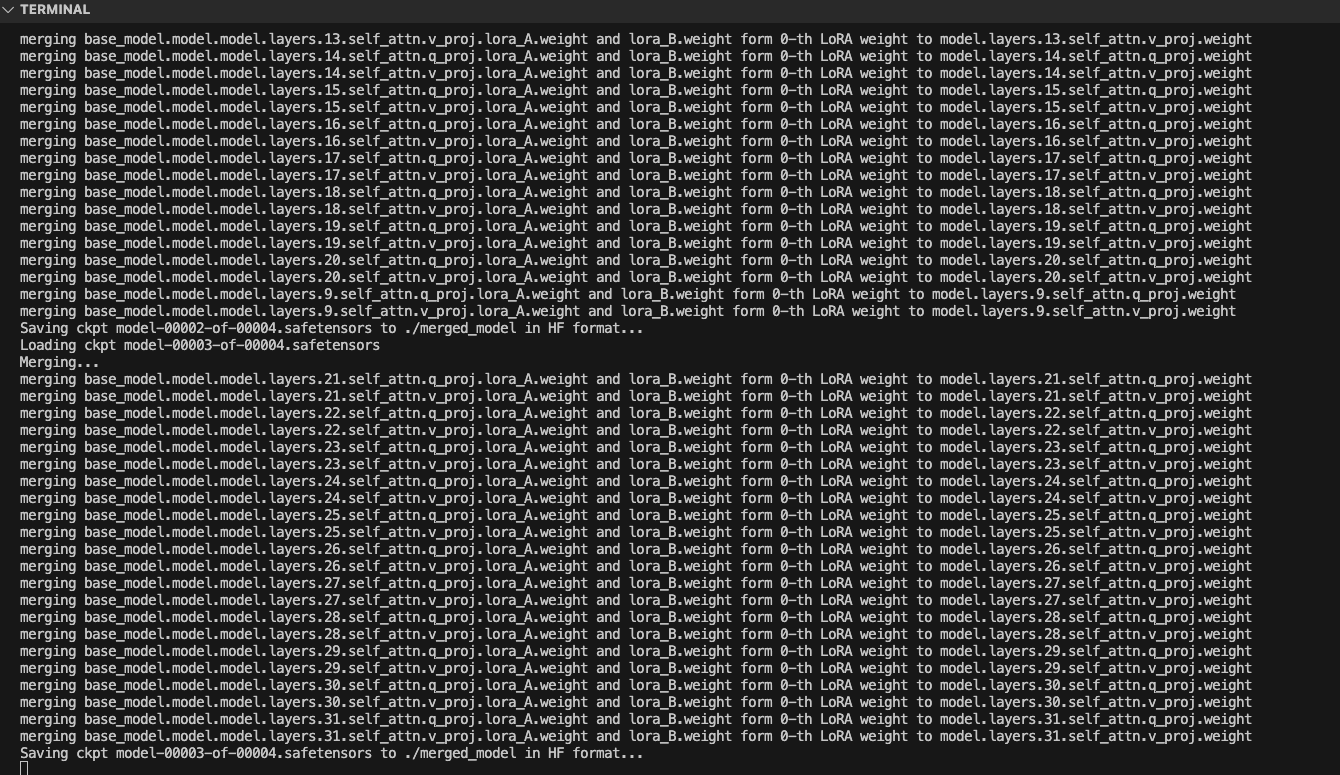 TERMINAL
merging base_model.model.model.layers.13.self_attn.v_proj.lora_A.weight and lora_B.weight form 0-th LoRA weight to model.layers.13.self_attn.v_proj.weight
merging base_model.model.model.layers.14.self_attn.q_proj.lora_A.weight and lora_B.weight form 0-th LoRA weight to model.layers.14.self_attn.q_proj.weight
merging base_model.model.model.layers.14.self_attn.v_proj.lora_A.weight and lora_B.weight form 0-th LoRA weight to model.layers.14.self_attn.v_proj.weight
merging base_model.model.model.layers.15.self_attn.q_proj.lora_A.weight and lora_B.weight form 0-th LoRA weight to model.layers.15.self_attn.q_proj.weight
merging base_model.model.model.layers.15.self_attn.v_proj.lora_A.weight and lora_B.weight form 0-th LoRA weight to model.layers.15.self_attn.v_proj.weight
merging base_model.model.model.layers.16.self_attn.q_proj.lora_A.weight and lora_B.weight form 0-th LoRA weight to model.layers.16.self_attn.q_proj.weight
merging base_model.model.model.layers.16.self_attn.v_proj.lora_A.weight and lora_B.weight form 0-th LoRA weight to model.layers.16.self_attn.v_proj.weight
merging base_model.model.model.layers.17.self_attn.q_proj.lora_A.weight and lora_B.weight form 0-th LoRA weight to model.layers.17.self_attn.q_proj.weight
merging base_model.model.model.layers.17.self_attn.v_proj.lora_A.weight and lora_B.weight form 0-th LoRA weight to model.layers.17.self_attn.v_proj.weight
merging base_model.model.model.layers.18.self_attn.q_proj.lora_A.weight and lora_B.weight form 0-th LoRA weight to model.layers.18.self_attn.q_proj.weight
merging base_model.model.model.layers.18.self_attn.v_proj.lora_A.weight and lora_B.weight form 0-th LoRA weight to model.layers.18.self_attn.v_proj.weight
merging base_model.model.model.layers.19.self_attn.q_proj.lora_A.weight and lora_B.weight form 0-th LoRA weight to model.layers.19.self_attn.q_proj.weight
merging base_model.model.model.layers.19.self_attn.v_proj.lora_A.weight and lora_B.weight form 0-th LoRA weight to model.layers.19.self_attn.v_proj.weight
merging base_model.model.model.layers.20.self_attn.q_proj.lora_A.weight and lora_B.weight form 0-th LoRA weight to model.layers.20.self_attn.q_proj.weight
merging base_model.model.model.layers.20.self_attn.v_proj.lora_A.weight and lora_B.weight form 0-th LoRA weight to model.layers.20.self_attn.v_proj.weight
merging base_model.model.model.layers.9.self_attn.q_proj.lora_A.weight and lora_B.weight form 0-th LoRA weight to model.layers.9.self_attn.q_proj.weight
merging base_model.model.model.layers.9.self_attn.v_proj.lora_A.weight and lora_B.weight form 0-th LoRA weight to model.layers.9.self_attn.v_proj.weight
Saving ckpt model-00002-of-00004.safetensors to ./merged_model in HF format...
Loading ckpt model-00003-of-00004.safetensors
Merging...
merging base_model.model.model.layers.21.self_attn.q_proj.lora_A.weight and lora_B.weight form 0-th LoRA weight to model.layers.21.self_attn.q_proj.weight
merging base_model.model.model.layers.21.self_attn.v_proj.lora_A.weight and lora_B.weight form 0-th LoRA weight to model.layers.21.self_attn.v_proj.weight
merging base_model.model.model.layers.22.self_attn.q_proj.lora_A.weight and lora_B.weight form 0-th LoRA weight to model.layers.22.self_attn.q_proj.weight
merging base_model.model.model.layers.22.self_attn.v_proj.lora_A.weight and lora_B.weight form 0-th LoRA weight to model.layers.22.self_attn.v_proj.weight
merging base_model.model.model.layers.23.self_attn.q_proj.lora_A.weight and lora_B.weight form 0-th LoRA weight to model.layers.23.self_attn.q_proj.weight
merging base_model.model.model.layers.23.self_attn.v_proj.lora_A.weight and lora_B.weight form 0-th LoRA weight to model.layers.23.self_attn.v_proj.weight
merging base_model.model.model.layers.24.self_attn.q_proj.lora_A.weight and lora_B.weight form 0-th LoRA weight to model.layers.24.self_attn.q_proj.weight
merging base_model.model.model.layers.24.self_attn.v_proj.lora_A.weight and lora_B.weight form 0-th LoRA weight to model.layers.24.self_attn.v_proj.weight
merging base_model.model.model.layers.25.self_attn.q_proj.lora_A.weight and lora_B.weight form 0-th LoRA weight to model.layers.25.self_attn.q_proj.weight
merging base_model.model.model.layers.25.self_attn.v_proj.lora_A.weight and lora_B.weight form 0-th LoRA weight to model.layers.25.self_attn.v_proj.weight
merging base_model.model.model.layers.26.self_attn.q_proj.lora_A.weight and lora_B.weight form 0-th LoRA weight to model.layers.26.self_attn.q_proj.weight
merging base_model.model.model.layers.26.self_attn.v_proj.lora_A.weight and lora_B.weight form 0-th LoRA weight to model.layers.26.self_attn.v_proj.weight
merging base_model.model.model.layers.27.self_attn.q_proj.lora_A.weight and lora_B.weight form 0-th LoRA weight to model.layers.27.self_attn.q_proj.weight
merging base_model.model.model.layers.27.self_attn.v_proj.lora_A.weight and lora_B.weight form 0-th LoRA weight to model.layers.27.self_attn.v_proj.weight
merging base_model.model.model.layers.28.self_attn.q_proj.lora_A.weight and lora_B.weight form 0-th LoRA weight to model.layers.28.self_attn.q_proj.weight
merging base_model.model.model.layers.28.self_attn.v_proj.lora_A.weight and lora_B.weight form 0-th LoRA weight to model.layers.28.self_attn.v_proj.weight
merging base_model.model.model.layers.29.self_attn.q_proj.lora_A.weight and lora_B.weight form 0-th LoRA weight to model.layers.29.self_attn.q_proj.weight
merging base_model.model.model.layers.29.self_attn.v_proj.lora_A.weight and lora_B.weight form 0-th LoRA weight to model.layers.29.self_attn.v_proj.weight
merging base_model.model.model.layers.30.self_attn.q_proj.lora_A.weight and lora_B.weight form 0-th LoRA weight to model.layers.30.self_attn.q_proj.weight
merging base_model.model.model.layers.30.self_attn.v_proj.lora_A.weight and lora_B.weight form 0-th LoRA weight to model.layers.30.self_attn.v_proj.weight
merging base_model.model.model.layers.31.self_attn.q_proj.lora_A.weight and lora_B.weight form 0-th LoRA weight to model.layers.31.self_attn.q_proj.weight
merging base_model.model.model.layers.31.self_attn.v_proj.lora_A.weight and lora_B.weight form 0-th LoRA weight to model.layers.31.self_attn.v_proj.weight
Saving ckpt model-00003-of-00004.safetensors to ./merged_model in HF format...